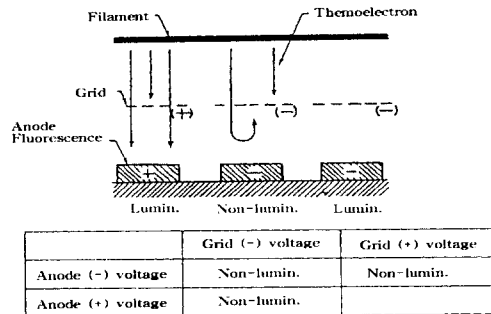 Filament
Themoelectron
Grid
(+) (−) (−)
Anode
Fluorescence
+ − −
Lumin. Non-lumin. Lumin.
Grid (−) voltage Grid (+) voltage
Anode (−) voltage Non-lumin. Non-lumin.
Anode (+) voltage Non-lumin.